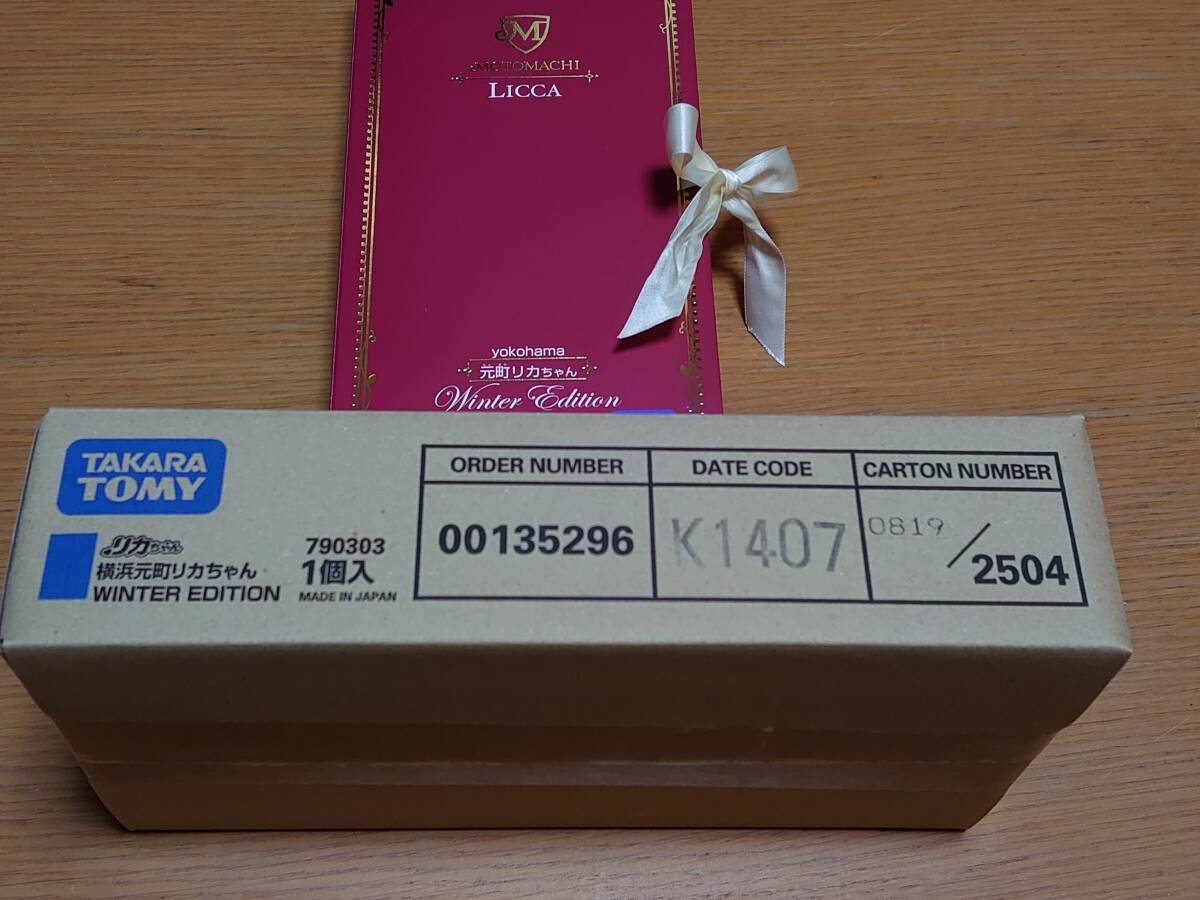 M
MOTOMACHI
LICCA
yokohama
元町リカちゃん
Winter Edition
TAKARA
TOMY
リカちゃん
横浜元町リカちゃん
WINTER EDITION
790303
1個入
MADE IN JAPAN
ORDER NUMBER
00135296
DATE CODE
K1407
CARTON NUMBER
0819/2504